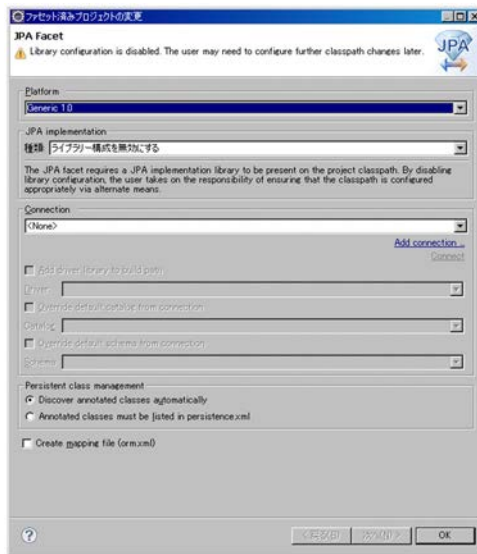 ファセット済みプロジェクトの変更
JPA Facet
Library configuration is disabled. The user may need to configure further classpath changes later.
JPA
Platform
Generic 1.0
JPA implementation
種類 ライブラリー構成を無効にする
The JPA facet requires a JPA implementation library to be present on the project classpath. By disabling
library configuration, the user takes on the responsibility of ensuring that the classpath is configured
appropriately via alternate means.
Connection
<None>
Add connection ...
Connect
Add driver library to build path
Driver:
Override default catalog from connection
Catalog:
Override default schema from connection
Schema:
Persistent class management
Discover annotated classes automatically
Annotated classes must be listed in persistence.xml
Create mapping file (orm.xml)
?
< 戻る(B) 次へ(N) > OK